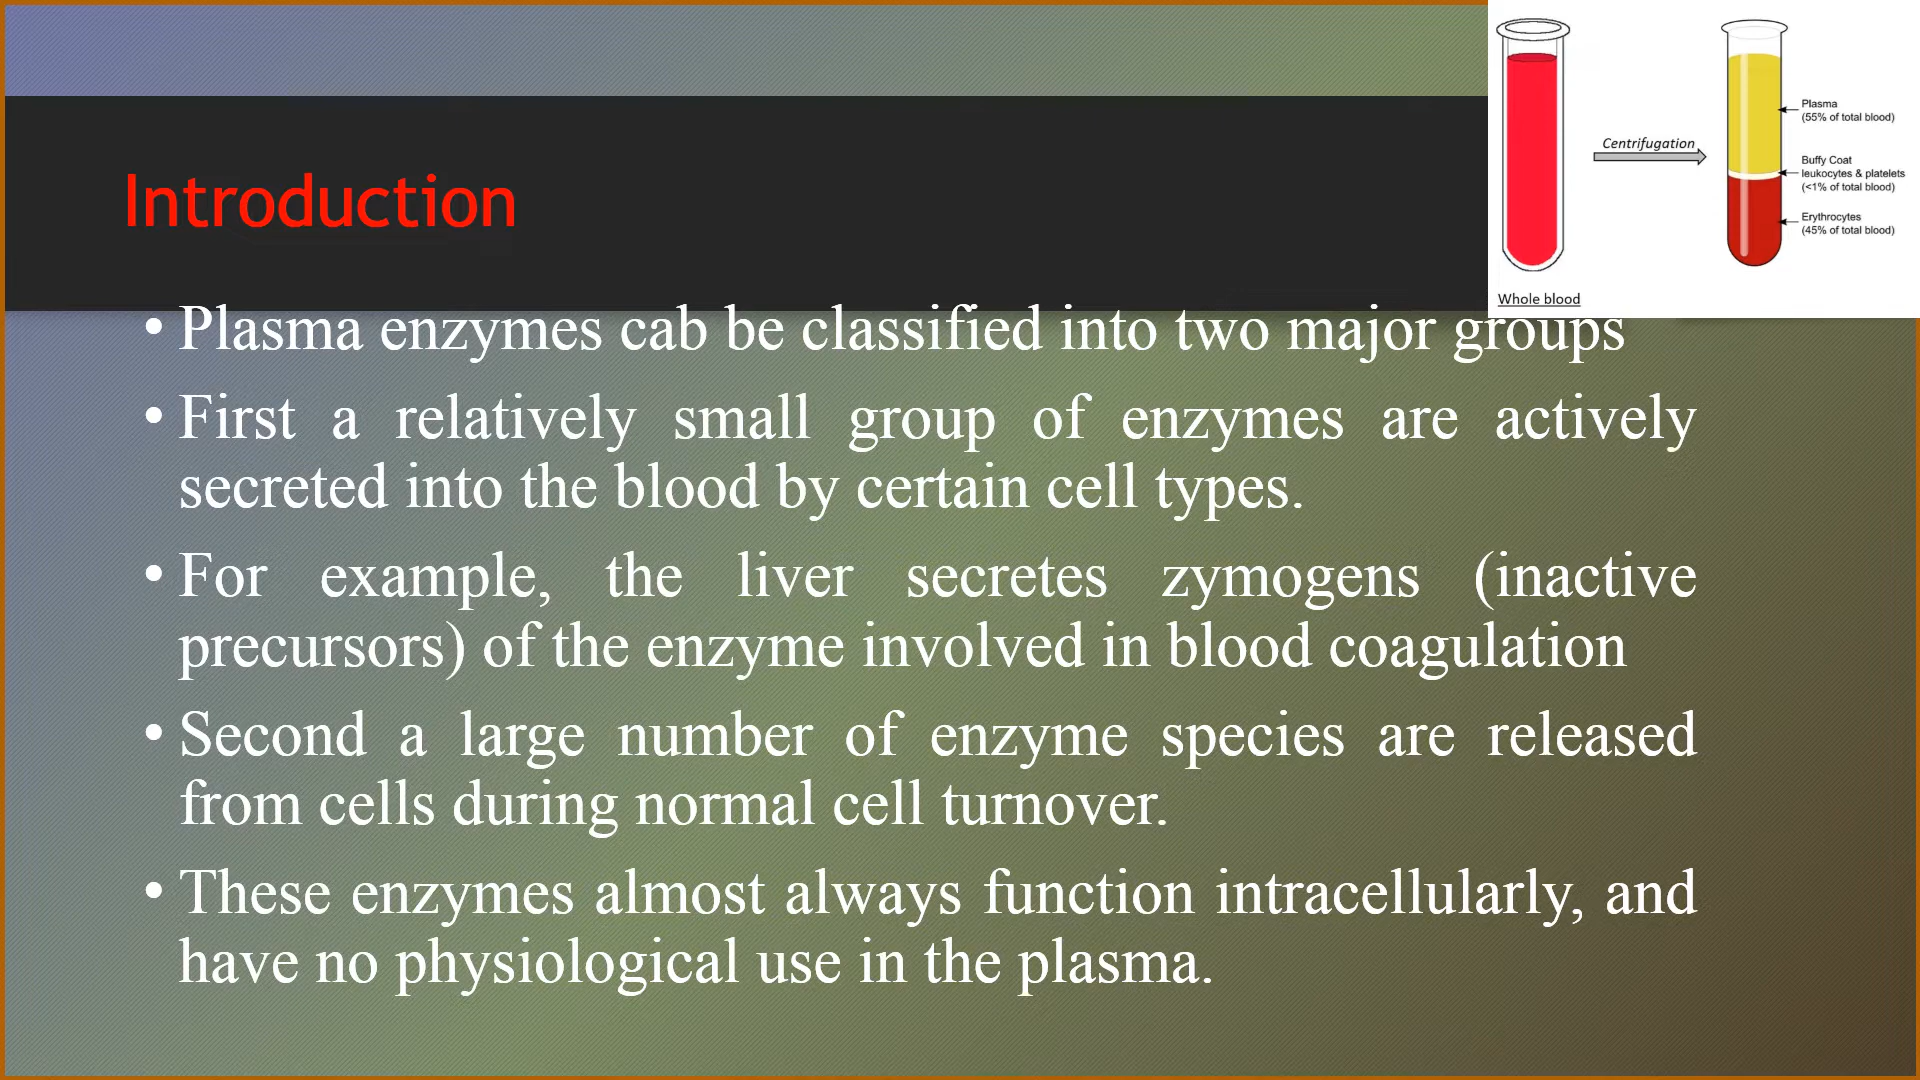 Introduction
• Plasma enzymes cab be classified into two major groups
• First a relatively small group of enzymes are actively
secreted into the blood by certain cell types.
• For example, the liver secretes zymogens (inactive
precursors) of the enzyme involved in blood coagulation
• Second a large number of enzyme species are released
from cells during normal cell turnover.
• These enzymes almost always function intracellularly, and
have no physiological use in the plasma.
Whole blood
Centrifugation
Plasma
(55% of total blood)
Buffy Coat
leukocytes & platelets
(<1% of total blood)
Erythrocytes
(45% of total blood)